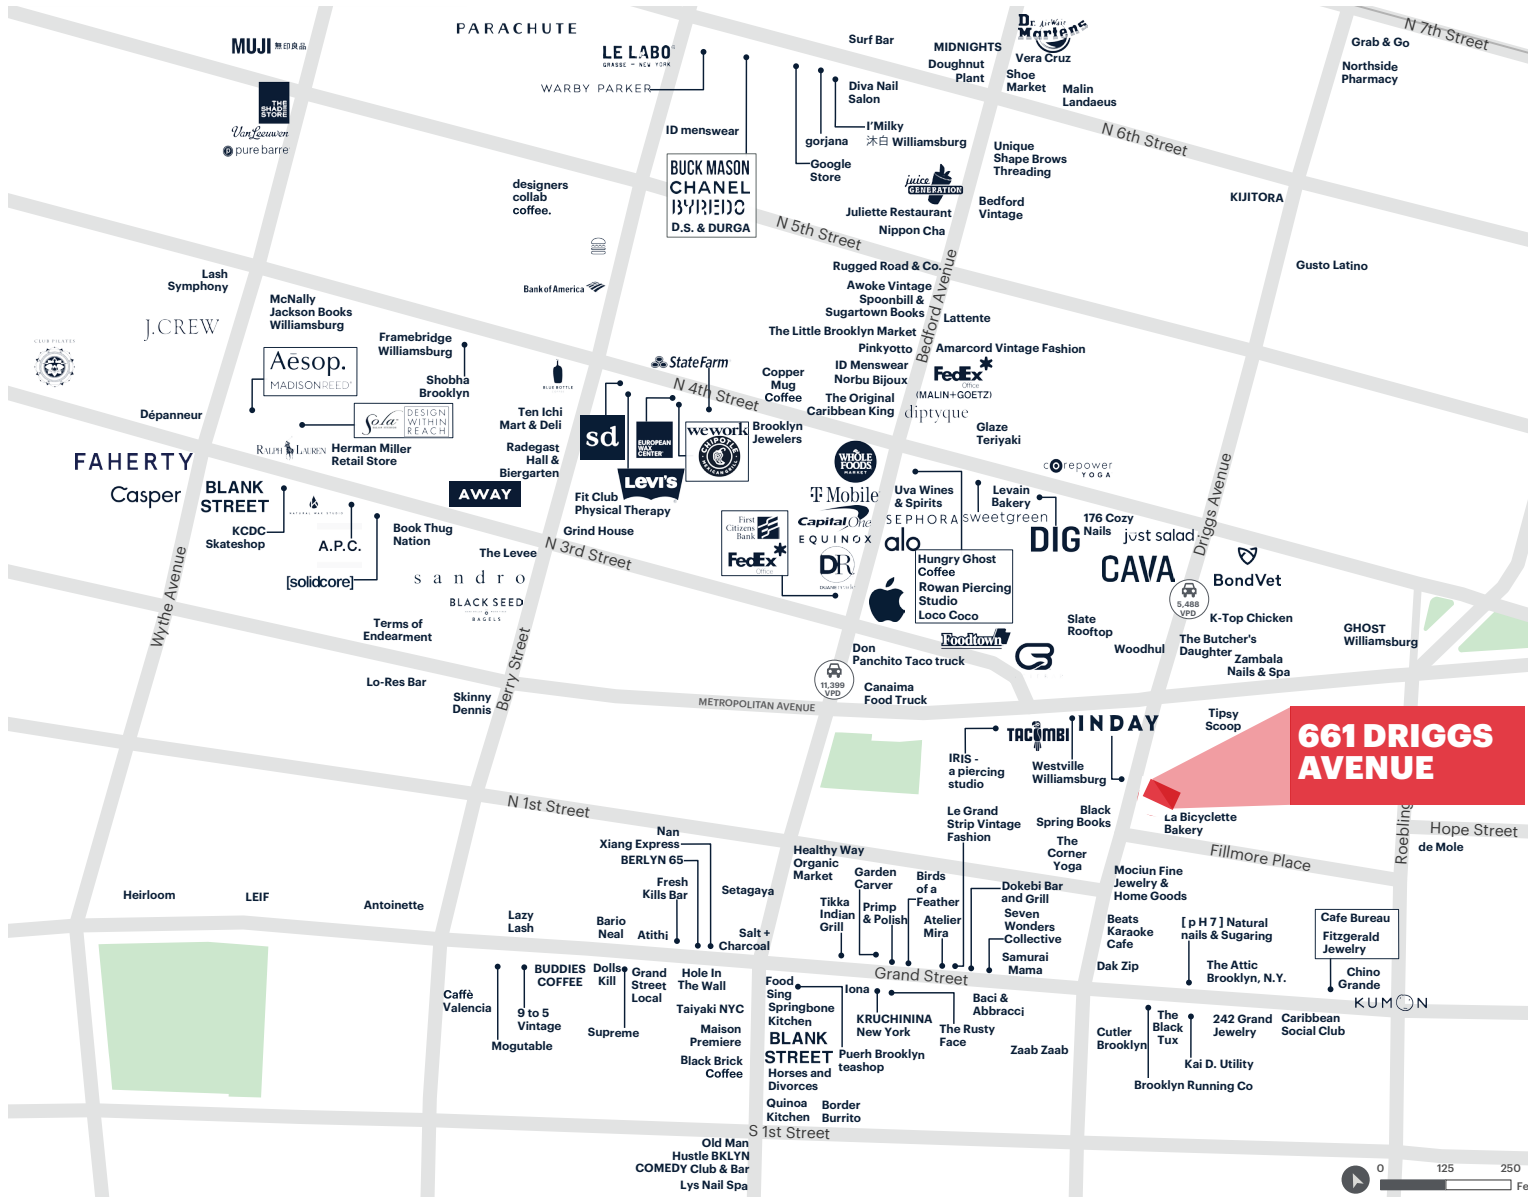 PARACHUTE
MUJI 無印良品
LE LABO
GRASSE — NEW YORK
WARBY PARKER
THE
SHADE
STORE
Van Leeuwen
pure barre
ID menswear
BUCK MASON
CHANEL
BYREDO
D.S. & DURGA
designers
collab
coffee.
Bank of America
Surf Bar
MIDNIGHTS
Doughnut
Plant
Dr. AirWair
Martens
Vera Cruz
Shoe
Market
Malin
Landaeus
Diva Nail
Salon
I'Milky
沐白 Williamsburg
gorjana
Google
Store
N 7th Street
Grab & Go
Northside
Pharmacy
N 6th Street
Unique
Shape Brows
Threading
juice
GENERATION
Juliette Restaurant
Nippon Cha
Bedford
Vintage
KIJITORA
N 5th Street
Gusto Latino
Rugged Road & Co.
Awoke Vintage
Spoonbill &
Sugartown Books
The Little Brooklyn Market
Pinkyotto
ID Menswear
Norbu Bijoux
The Original
Caribbean King
Bedford Avenue
Lattente
Amarcord Vintage Fashion
FedEx
Office
(MALIN+GOETZ)
diptyque
Glaze
Teriyaki
Lash
Symphony
J.CREW
CLUB PILATES
McNally
Jackson Books
Williamsburg
Aēsop.
MADISON REED
Framebridge
Williamsburg
Shobha
Brooklyn
Dépanneur
Sola
DESIGN
WITHIN
REACH
RALPH LAUREN
Herman Miller
Retail Store
BLUE BOTTLE
Ten Ichi
Mart & Deli
Radegast
Hall &
Biergarten
StateFarm
N 4th Street
Copper
Mug
Coffee
Brooklyn
Jewelers
sd
EUROPEAN
WAX
CENTER
wework
CHIPOTLE
MEXICAN GRILL
LEVI'S
Fit Club
Physical Therapy
Grind House
FAHERTY
Casper
BLANK
STREET
KCDC
Skateshop
A.P.C.
[solidcore]
Book Thug
Nation
AWAY
The Levee
sandro
BLACK SEED
BAGELS
N 3rd Street
WHOLE
FOODS
MARKET
T Mobile
Capital One
EQUINOX
DR
First
Citizens
Bank
FedEx
Office
Uva Wines
& Spirits
SEPHORA
alo
Levain
Bakery
sweetgreen
corepower
YOGA
DIG
176 Cozy
Nails
just salad
CAVA
Driggs Avenue
BondVet
5,488
VPD
Hungry Ghost
Coffee
Rowan Piercing
Studio
Loco Coco
Foodtown
Slate
Rooftop
Woodhul
K-Top Chicken
The Butcher's
Daughter
Zambala
Nails & Spa
GHOST
Williamsburg
Wythe Avenue
Terms of
Endearment
Lo-Res Bar
Skinny
Dennis
Berry Street
Don
Panchito Taco truck
11,399
VPD
Canaima
Food Truck
METROPOLITAN AVENUE
TACOMBI
INDAY
IRIS -
a piercing
studio
Westville
Williamsburg
Tipsy
Scoop
661 DRIGGS
AVENUE
La Bicyclette
Bakery
Roebling
Hope Street
de Mole
Fillmore Place
N 1st Street
Le Grand
Strip Vintage
Fashion
Black
Spring Books
The
Corner
Yoga
Nan
Xiang Express
BERLYN 65
Fresh
Kills Bar
Setagaya
Healthy Way
Organic
Market
Garden
Carver
Birds
of a
Feather
Dokebi Bar
and Grill
Seven
Wonders
Collective
Samurai
Mama
Mociun Fine
Jewelry &
Home Goods
Tikka
Indian
Grill
Primp
& Polish
Atelier
Mira
Beats
Karaoke
Cafe
[ p H 7 ] Natural
nails & Sugaring
Cafe Bureau
Fitzgerald
Jewelry
Heirloom
LEIF
Antoinette
Lazy
Lash
Bario
Neal
Atithi
Salt +
Charcoal
Grand Street
Dak Zip
The Attic
Brooklyn, N.Y.
Chino
Grande
KUMON
Caffè
Valencia
BUDDIES
COFFEE
9 to 5
Vintage
Mogutable
Dolls
Kill
Grand
Street
Local
Supreme
Hole In
The Wall
Taiyaki NYC
Maison
Premiere
Black Brick
Coffee
Food
Sing
Springbone
Kitchen
BLANK
STREET
Horses and
Divorces
Quinoa
Kitchen
Border
Burrito
Iona
KRUCHININA
New York
Puerh Brooklyn
teashop
The Rusty
Face
Baci &
Abbracci
Zaab Zaab
Cutler
Brooklyn
The
Black
Tux
242 Grand
Jewelry
Caribbean
Social Club
Kai D. Utility
Brooklyn Running Co
S 1st Street
Old Man
Hustle BKLYN
COMEDY Club & Bar
Lys Nail Spa
0 125 250
Fe